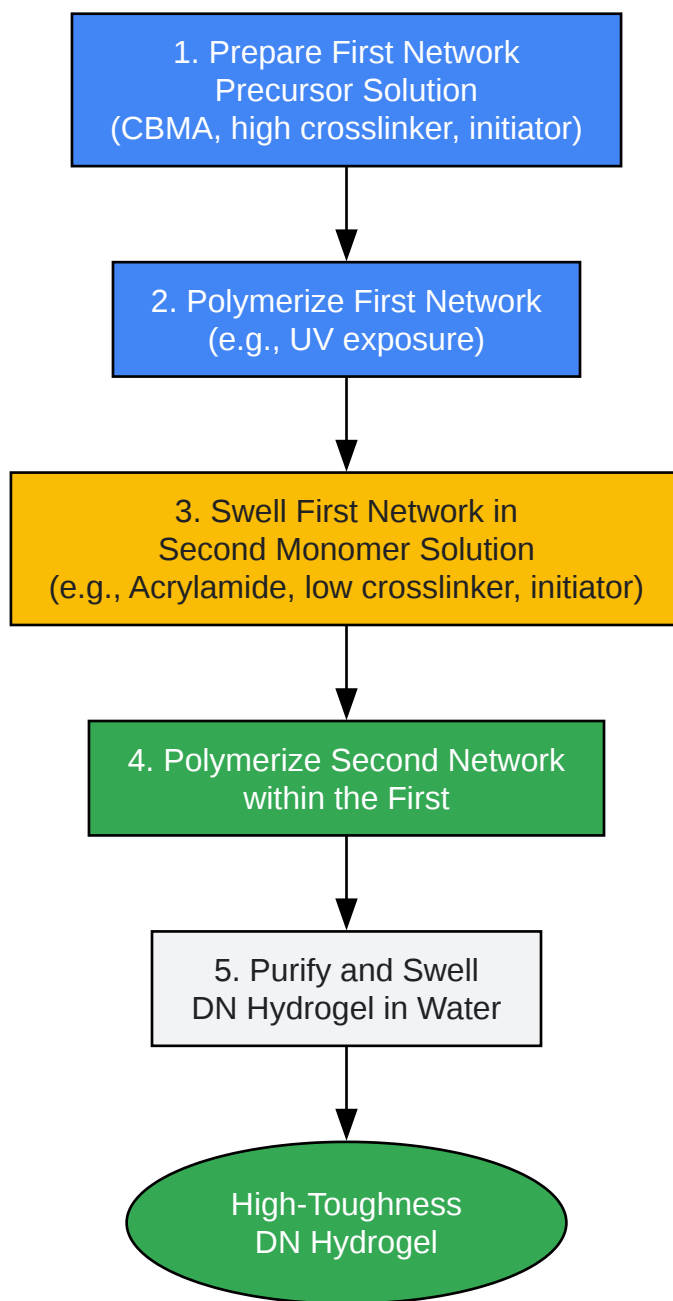 1. Prepare First Network
Precursor Solution
(CBMA, high crosslinker, initiator)
2. Polymerize First Network
(e.g., UV exposure)
3. Swell First Network in
Second Monomer Solution
(e.g., Acrylamide, low crosslinker, initiator)
4. Polymerize Second Network
within the First
5. Purify and Swell
DN Hydrogel in Water
High-Toughness
DN Hydrogel